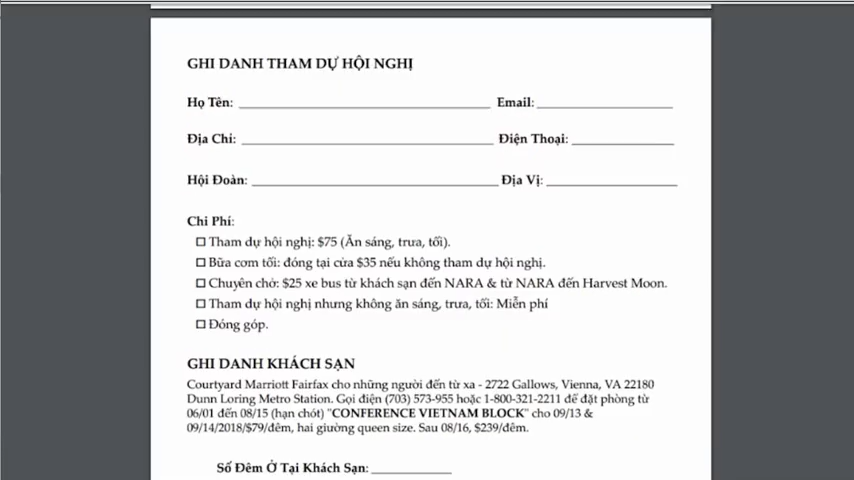 GHI DANH THAM DỰ HỘI NGHỊ
Họ Tên: ______________________ Email: ______________
Địa Chỉ: ______________________ Điện Thoại: ___________
Hội Đoàn: ______________________ Địa Vị: ______________
Chi Phí:
☐ Tham dự hội nghị: $75 (Ăn sáng, trưa, tối).
☐ Bữa cơm tối: đóng tại cửa $35 nếu không tham dự hội nghị.
☐ Chuyên chở: $25 xe bus từ khách sạn đến NARA & từ NARA đến Harvest Moon.
☐ Tham dự hội nghị nhưng không ăn sáng, trưa, tối: Miễn phí
☐ Đóng góp.
GHI DANH KHÁCH SẠN
Courtyard Marriott Fairfax cho những người đến từ xa - 2722 Gallows, Vienna, VA 22180
Dunn Loring Metro Station. Gọi điện (703) 573-955 hoặc 1-800-321-2211 để đặt phòng từ
06/01 đến 08/15 (hạn chót) "CONFERENCE VIETNAM BLOCK" cho 09/13 &
09/14/2018/$79/đêm, hai giường queen size. Sau 08/16, $239/đêm.
Số Đêm Ở Tại Khách Sạn: __________